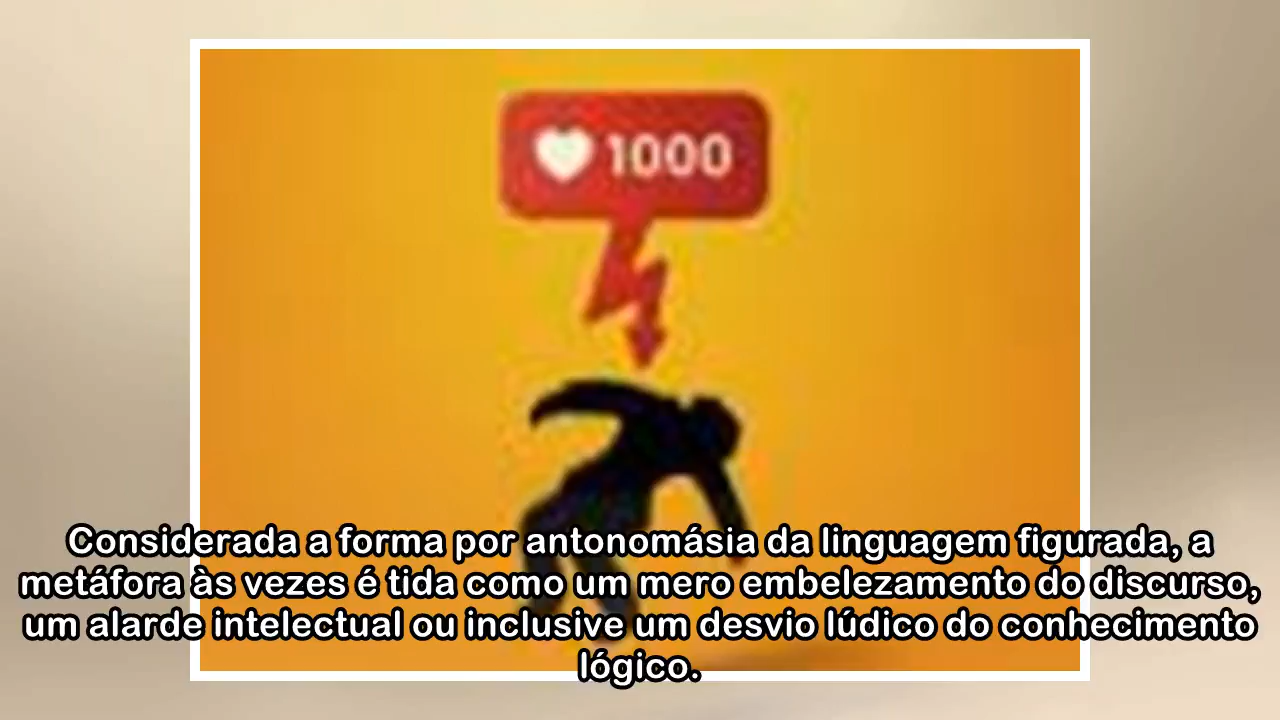 1000
Considerada a forma por antonomásia da linguagem figurada, a
metáfora às vezes é tida como um mero embelezamento do discurso,
um alarde intelectual ou inclusive um desvio lúdico do conhecimento
lógico.